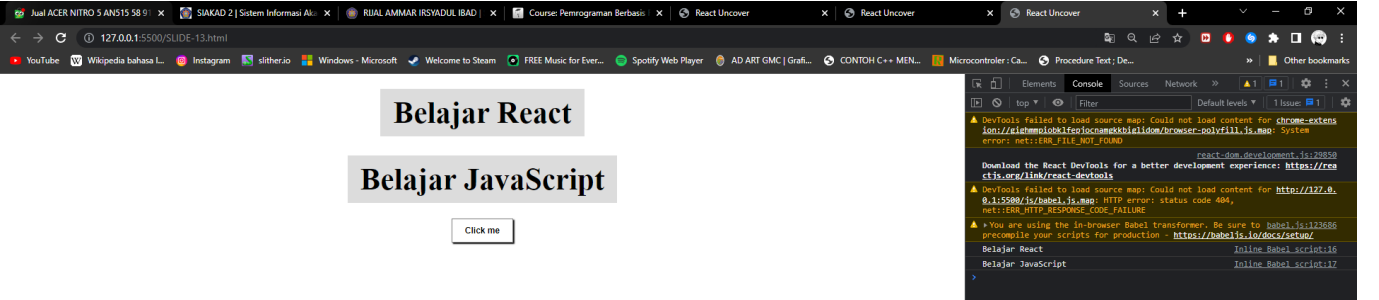 Jual ACER NITRO 5 AN515 58 91
SIAKAD 2 | Sistem Informasi Aka
RIJAL AMMAR IRSYADUL IBAD |
Course: Pemrograman Berbasis
React Uncover
React Uncover
React Uncover
127.0.0.1:5500/SLIDE-13.html
YouTube
Wikipedia bahasa I...
Instagram
slither.io
Windows - Microsoft
Welcome to Steam
FREE Music for Ever...
Spotify Web Player
AD ART GMC | Grafi...
CONTOH C++ MEN...
Microcontroler : Ca...
Procedure Text ; De...
Other bookmarks
Belajar React
Belajar JavaScript
Click me
Elements Console Sources Network 1 1
top Filter Default levels 1 Issue: 1
DevTools failed to load source map: Could not load content for chrome-extens
ion://gighmmpiobklfepjocnamgkkbiglidom/browser-polyfill.js.map: System
error: net::ERR_FILE_NOT_FOUND
react-dom.development.js:29850
Download the React DevTools for a better development experience: https://rea
ctjs.org/link/react-devtools
DevTools failed to load source map: Could not load content for http://127.0.
0.1:5500/js/babel.js.map: HTTP error: status code 404,
net::ERR_HTTP_RESPONSE_CODE_FAILURE
You are using the in-browser Babel transformer. Be sure to babel.js:123686
precompile your scripts for production - https://babeljs.io/docs/setup/
Belajar React Inline Babel script:16
Belajar JavaScript Inline Babel script:17